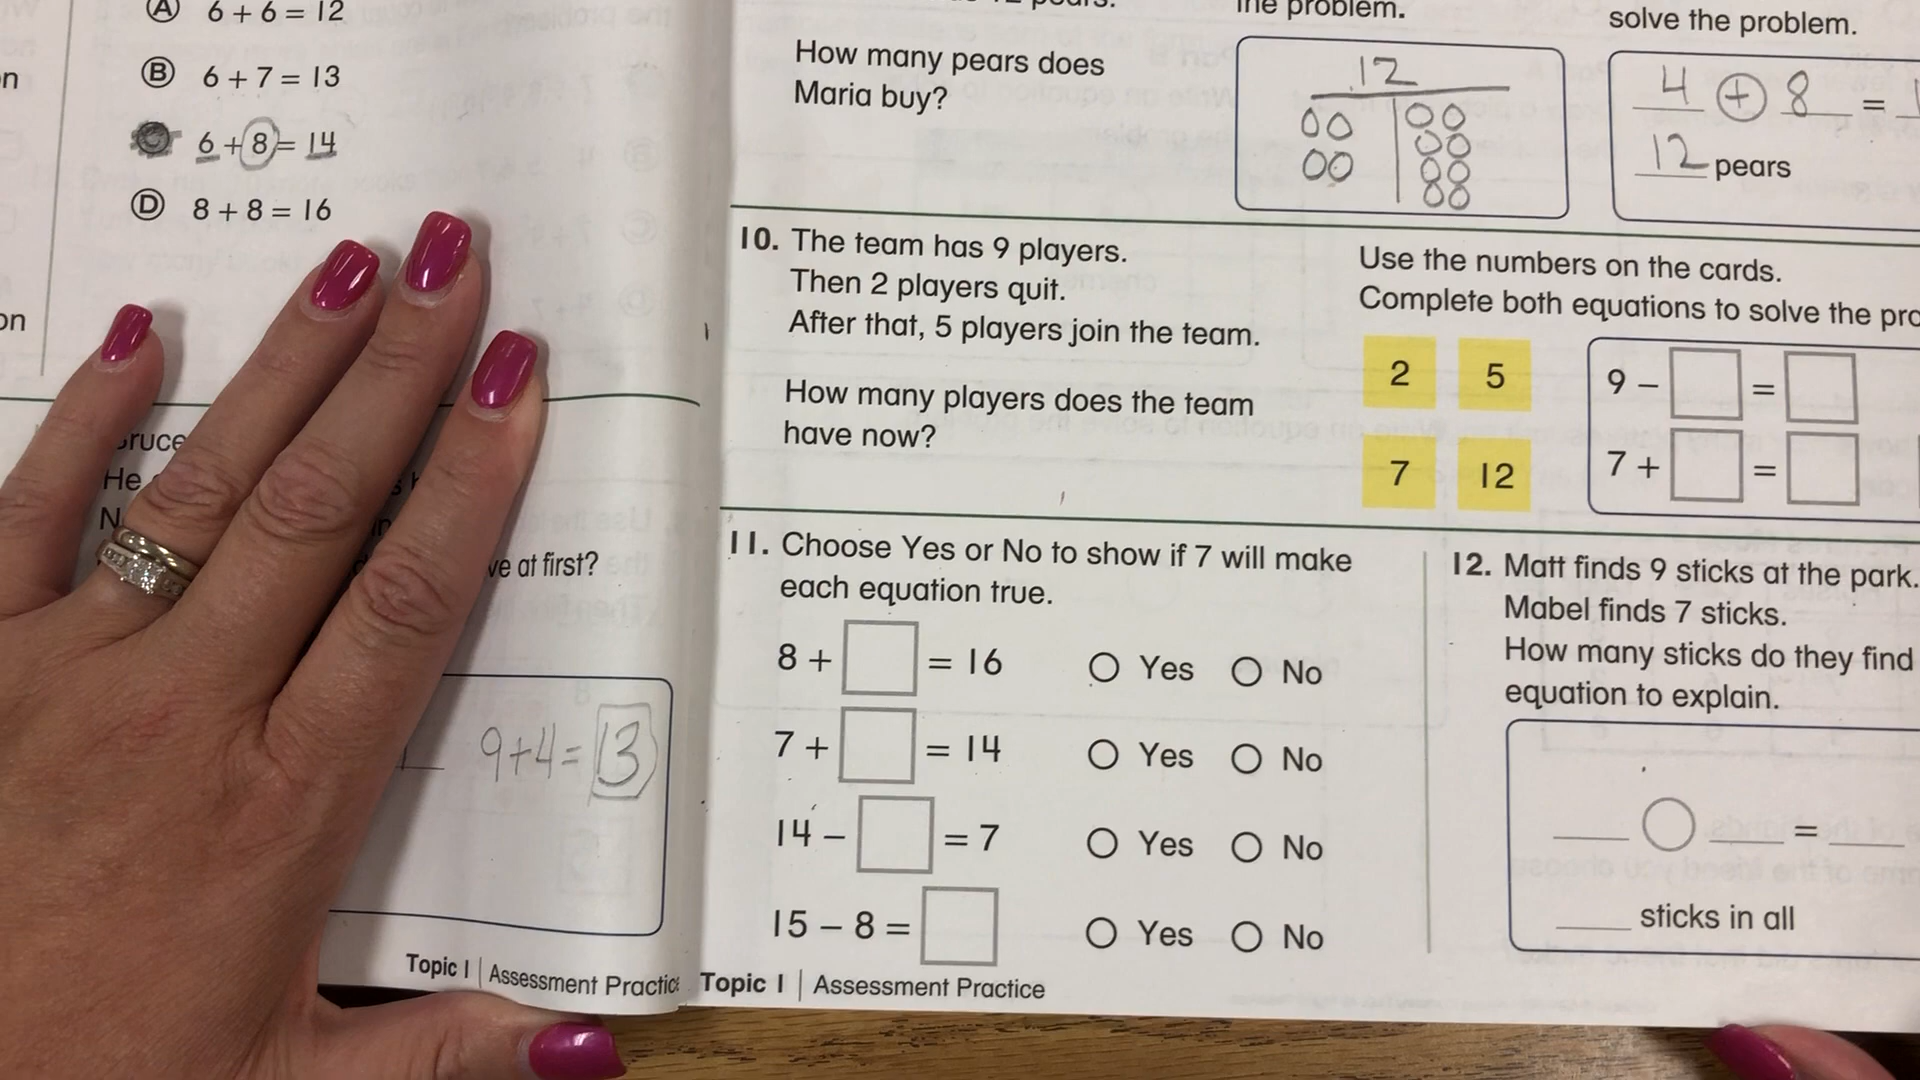 A 6 + 6 = 12
B 6 + 7 = 13
6 + 8 = 14
D 8 + 8 = 16
on
ve at first?
He
9+4=13
Topic 1 | Assessment Practic
How many pears does
Maria buy?
the problem.
12
solve the problem.
4 + 8 =
12 pears
10. The team has 9 players.
Then 2 players quit.
After that, 5 players join the team.
How many players does the team
have now?
Use the numbers on the cards.
Complete both equations to solve the
2 5
7 12
9 − =
7 + =
11. Choose Yes or No to show if 7 will make
each equation true.
8 + = 16 Yes No
7 + = 14 Yes No
14 − = 7 Yes No
15 − 8 = Yes No
12. Matt finds 9 sticks at the park.
Mabel finds 7 sticks.
How many sticks do they find
equation to explain.
=
sticks in all
Topic 1 | Assessment Practice